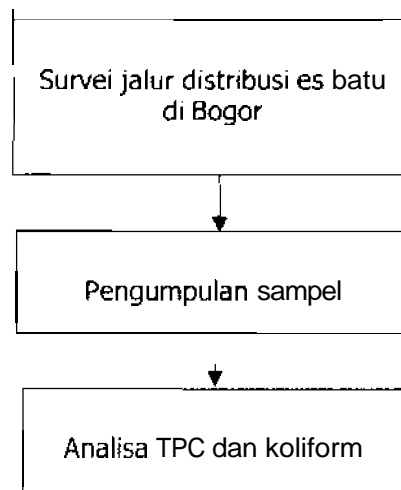 Survei jalur distribusi es batu
di Bogor
Pengumpulan sampel
Analisa TPC dan koliform